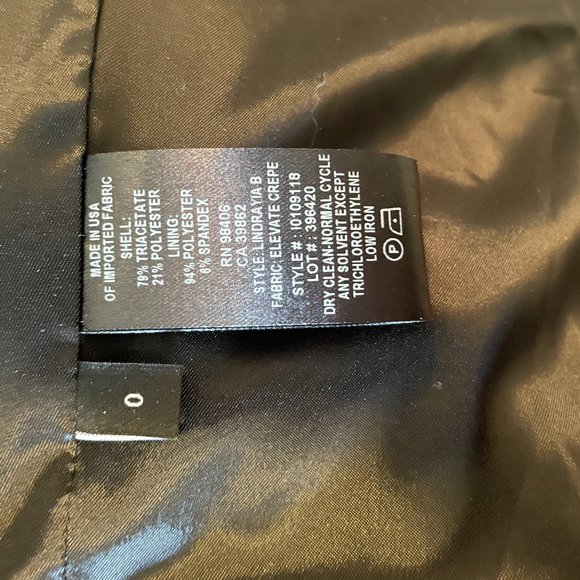 MADE IN USA
OF IMPORTED FABRIC
SHELL:
79% TRIACETATE
21% POLYESTER
LINING:
94% POLYESTER
6% SPANDEX
RN 98406
CA 39862
STYLE: LINDRAYIA B
FABRIC: ELEVATE CREPE
STYLE # : I0109118
LOT # : 396420
DRY CLEAN-NORMAL CYCLE
ANY SOLVENT EXCEPT
TRICHLOROETHYLENE
LOW IRON
P
0